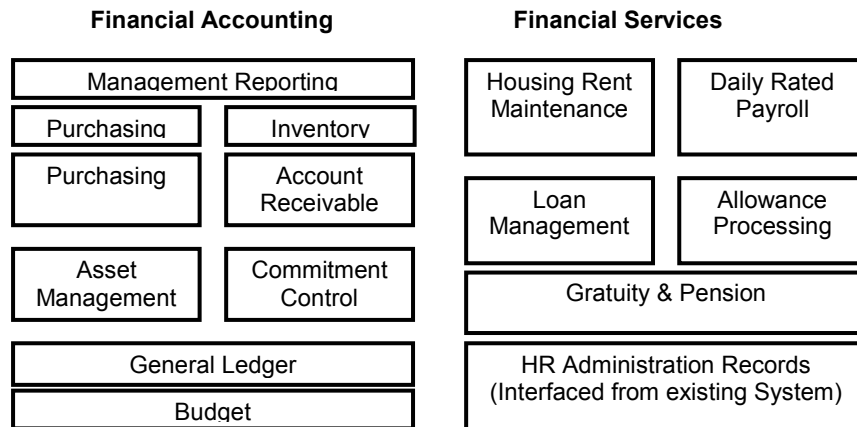 Financial Accounting
Management Reporting
Purchasing
Inventory
Purchasing
Account
Receivable
Asset
Management
Commitment
Control
General Ledger
Budget
Financial Services
Housing Rent
Maintenance
Daily Rated
Payroll
Loan
Management
Allowance
Processing
Gratuity & Pension
HR Administration Records
(Interfaced from existing System)